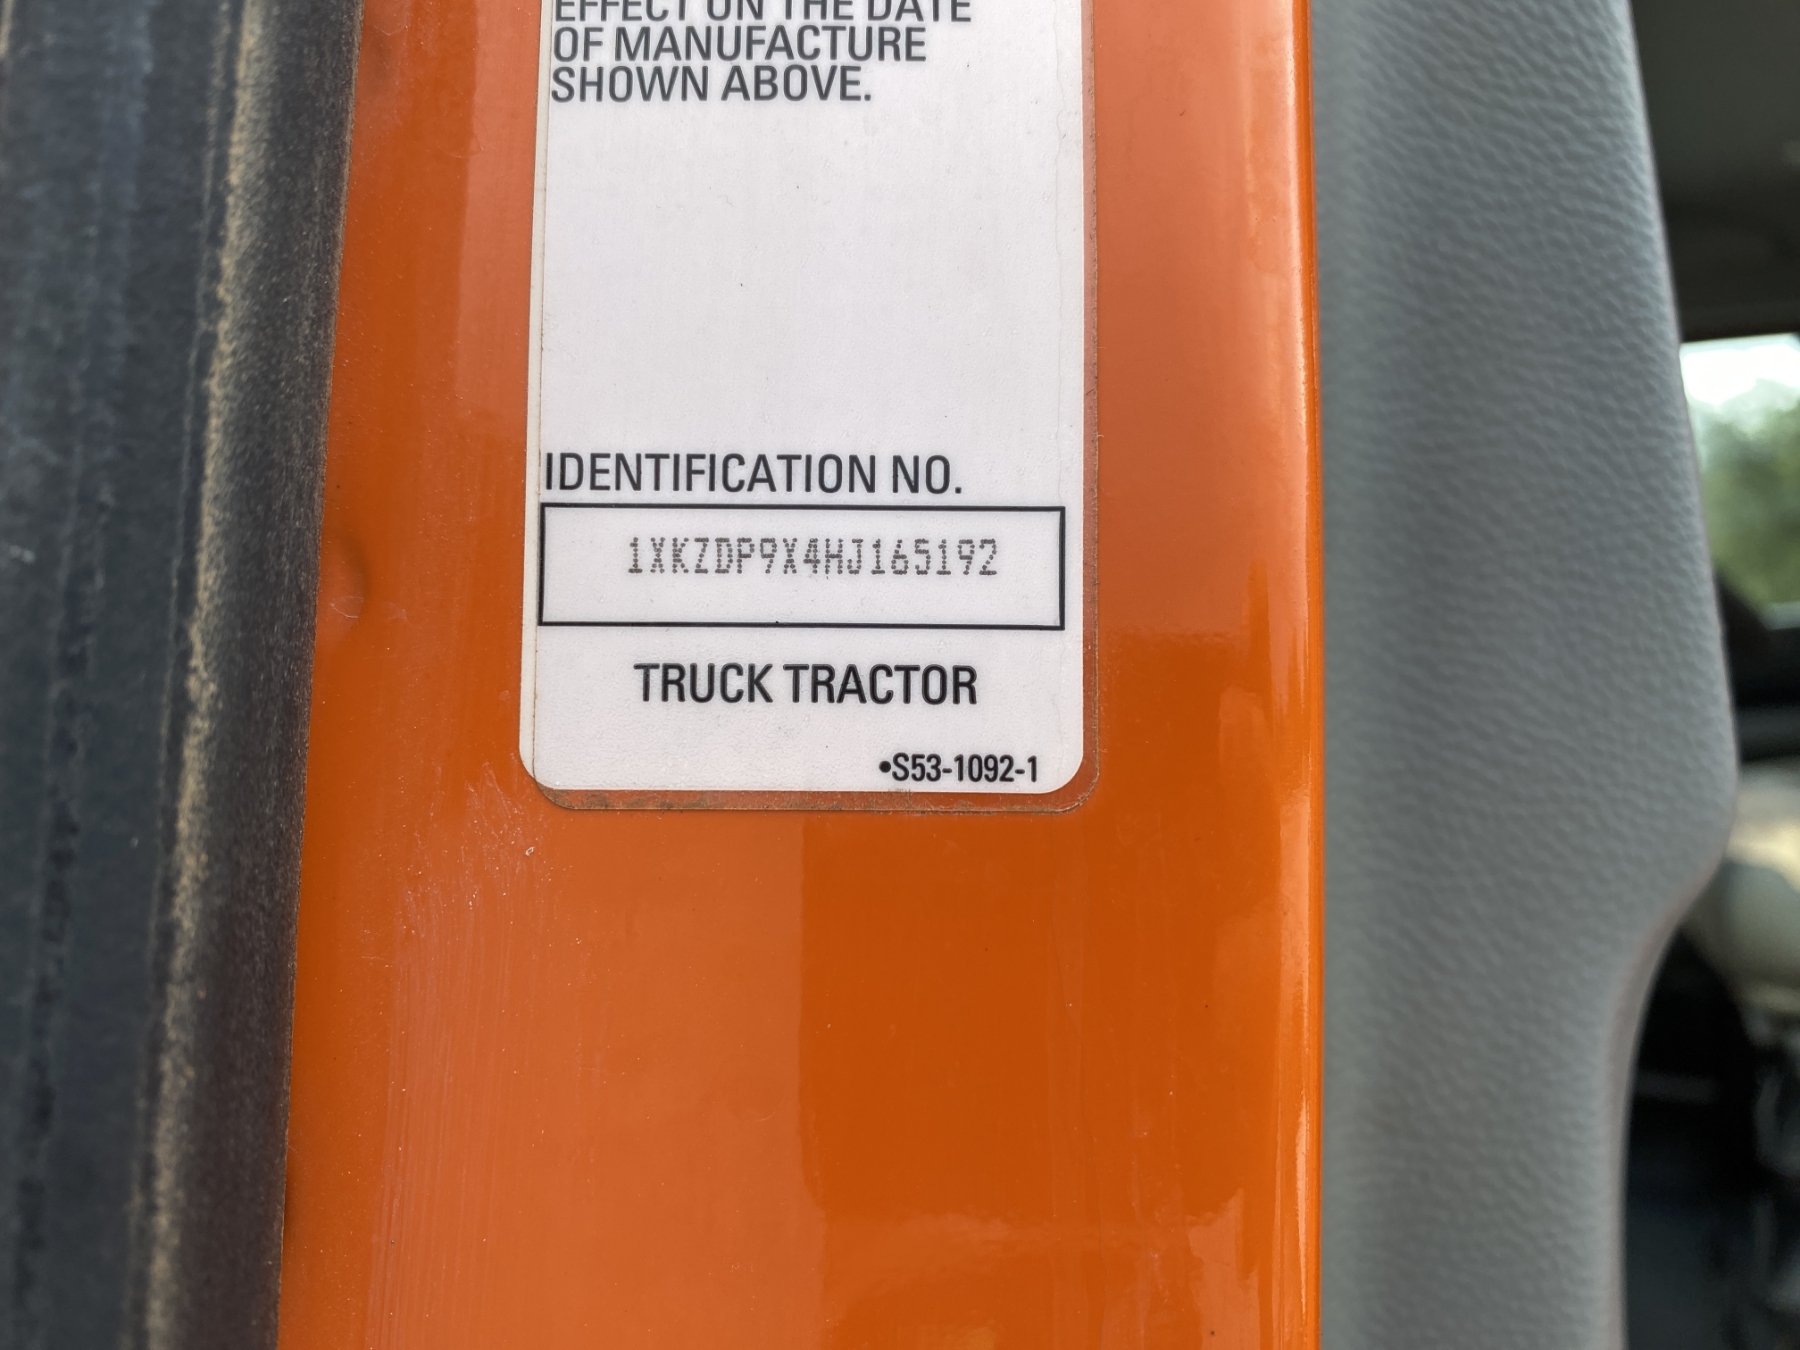 EFFECT ON THE DATE
OF MANUFACTURE
SHOWN ABOVE.
IDENTIFICATION NO.
1XKZDP9X4HJ165192
TRUCK TRACTOR
•S53-1092-1